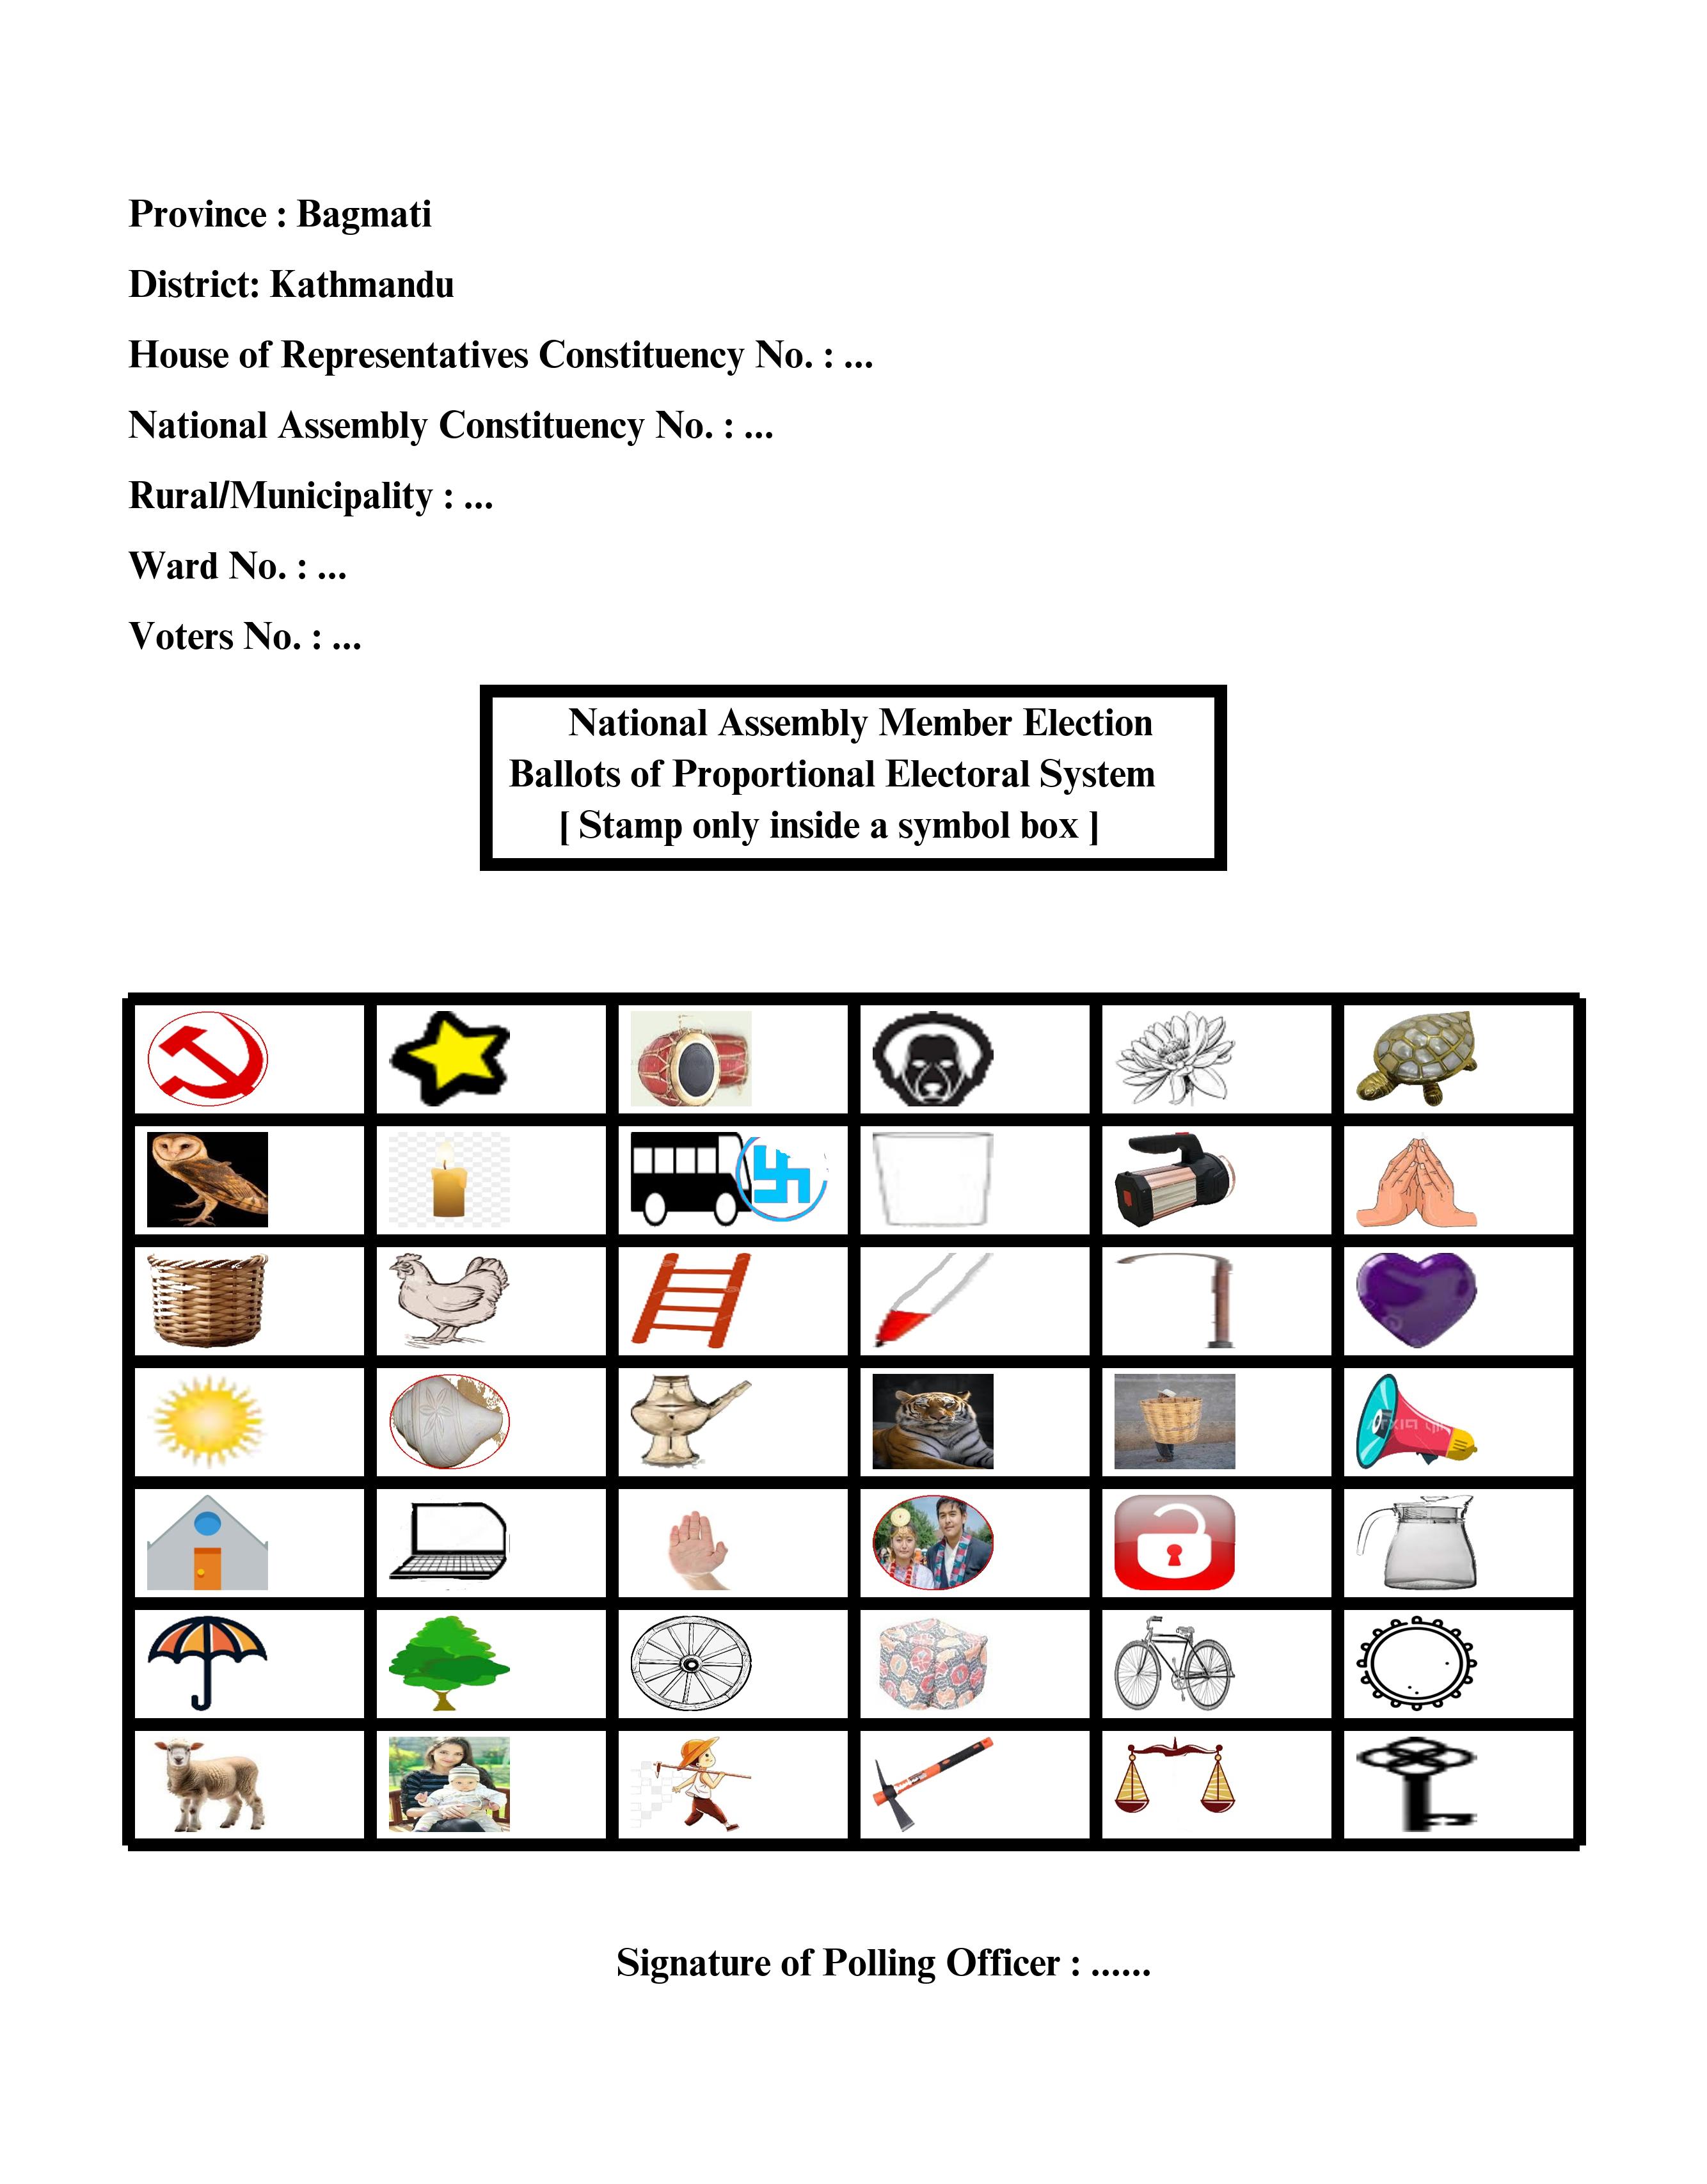 Province : Bagmati
District: Kathmandu
House of Representatives Constituency No. : ...
National Assembly Constituency No. : ...
Rural/Municipality : ...
Ward No. : ...
Voters No. : ...
National Assembly Member Election
Ballots of Proportional Electoral System
[ Stamp only inside a symbol box ]
Signature of Polling Officer : ......